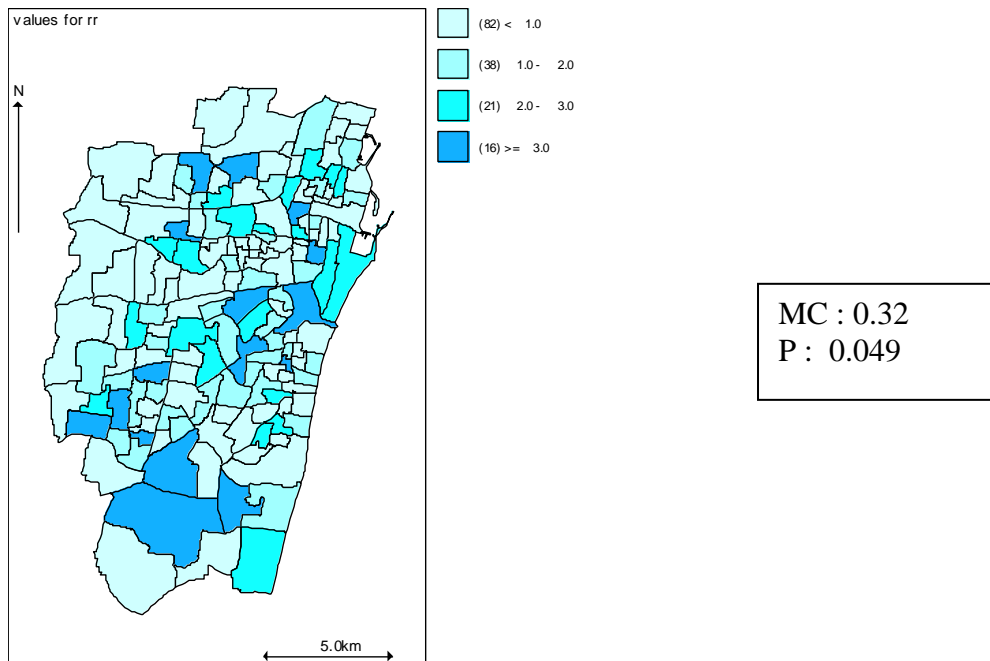 values for rr
N
5.0km
(82) < 1.0
(38) 1.0 - 2.0
(21) 2.0 - 3.0
(16) >= 3.0
MC : 0.32
P : 0.049